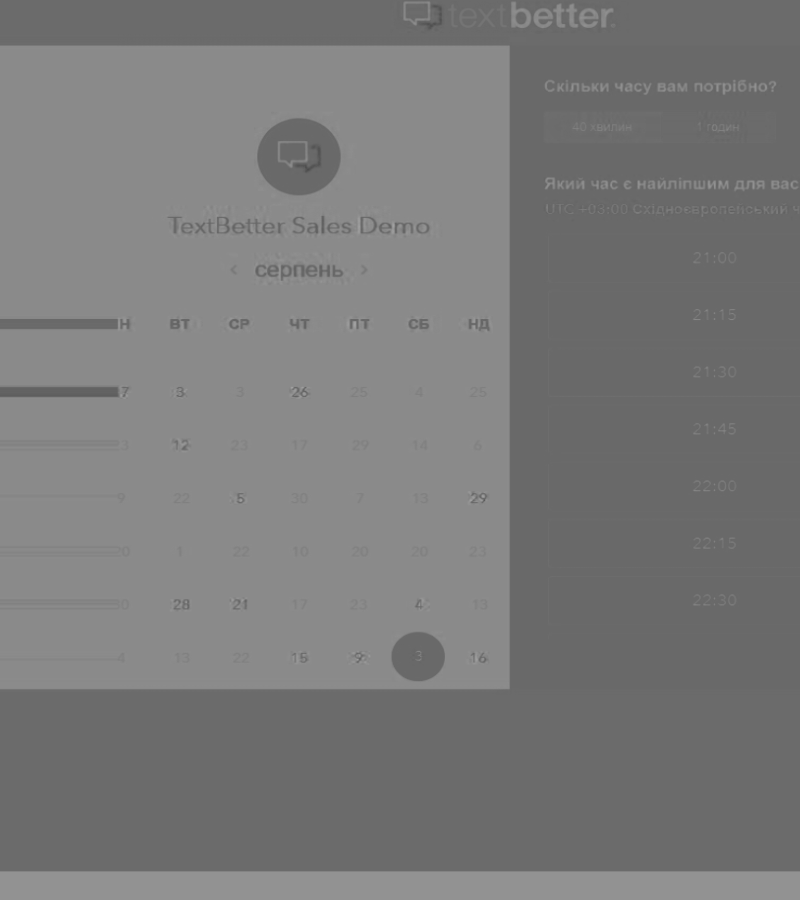 textbetter.
TextBetter Sales Demo
‹ серпень ›
Н ВТ СР ЧТ ПТ СБ НД
7 3 3 26 25 4 25
3 12 23 17 29 14 6
9 22 5 30 7 13 29
20 1 22 10 20 20 23
30 28 21 17 23 4 13
4 13 22 15 9 3 16
Скільки часу вам потрібно?
40 хвилин 1 годин
Який час є найліпшим для вас
UTC +03:00 Східноєвропейський ч
21:00
21:15
21:30
21:45
22:00
22:15
22:30